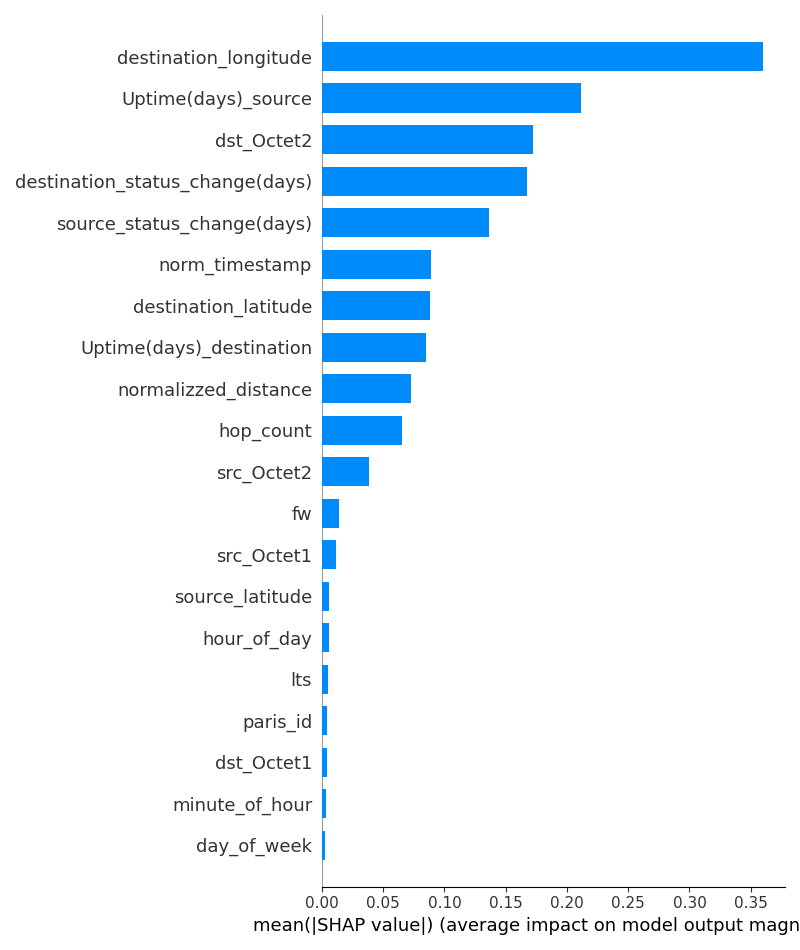 destination_longitude
Uptime(days)_source
dst_Octet2
destination_status_change(days)
source_status_change(days)
norm_timestamp
destination_latitude
Uptime(days)_destination
normalizzed_distance
hop_count
src_Octet2
fw
src_Octet1
source_latitude
hour_of_day
lts
paris_id
dst_Octet1
minute_of_hour
day_of_week
0.00 0.05 0.10 0.15 0.20 0.25 0.30 0.35
mean(|SHAP value|) (average impact on model output magn